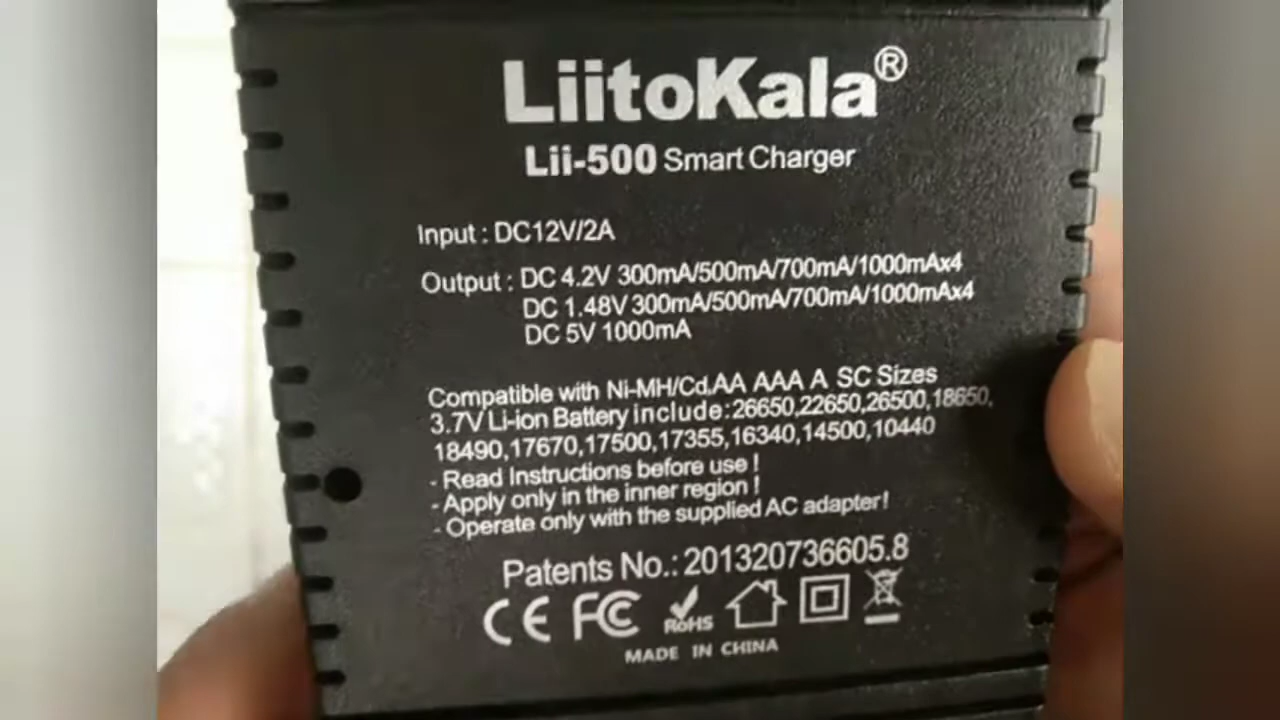 LiitoKala®
Lii-500 Smart Charger
Input : DC12V/2A
Output : DC 4.2V 300mA/500mA/700mA/1000mAx4
DC 1.48V 300mA/500mA/700mA/1000mAx4
DC 5V 1000mA
Compatible with Ni-MH/Cd,AA AAA A SC Sizes
3.7V Li-ion Battery include:26650,22650,26500,18650,
18490,17670,17500,17355,16340,14500,10440
- Read Instructions before use !
- Apply only in the inner region !
- Operate only with the supplied AC adapter!
Patents No.: 201320736605.8
CE FC RoHS
MADE IN CHINA